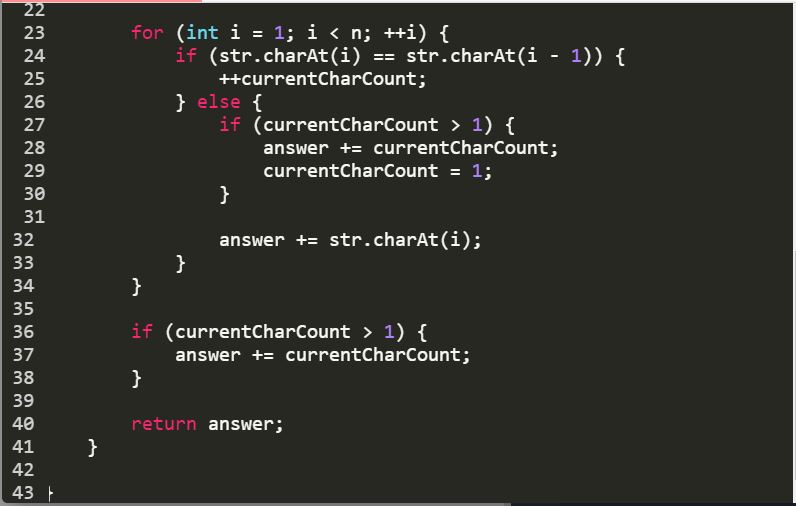 22
23 for (int i = 1; i < n; ++i) {
24 if (str.charAt(i) == str.charAt(i - 1)) {
25 ++currentCharCount;
26 } else {
27 if (currentCharCount > 1) {
28 answer += currentCharCount;
29 currentCharCount = 1;
30 }
31
32 answer += str.charAt(i);
33 }
34 }
35
36 if (currentCharCount > 1) {
37 answer += currentCharCount;
38 }
39
40 return answer;
41 }
42
43 }